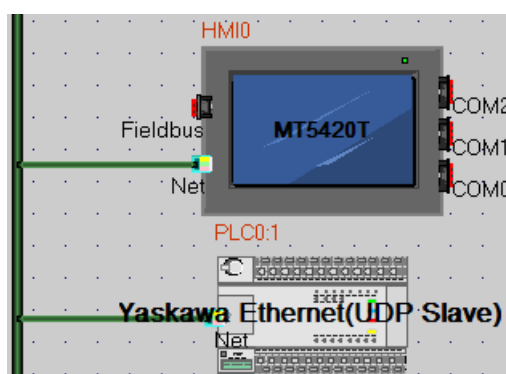 HMI0
COM2
Fieldbus
MT5420T
COM1
Net
COM0
PLC0:1
Yaskawa Ethernet(UDP Slave)
Net